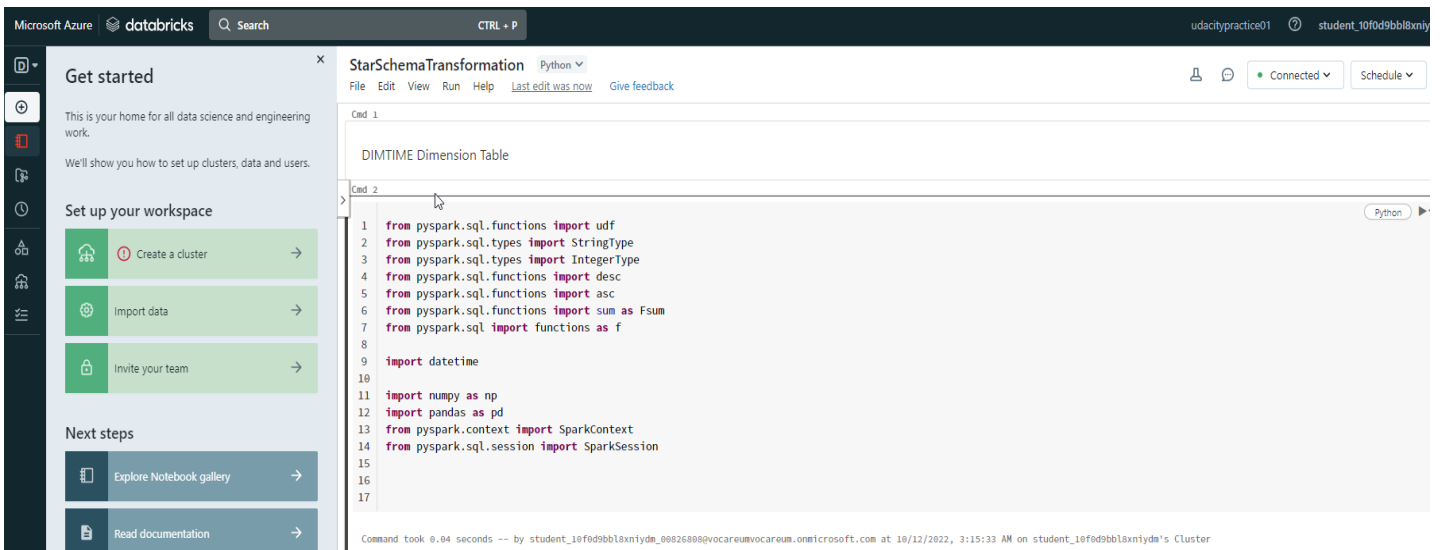 Microsoft Azure databricks Search CTRL + P udacitypractice01 student_10f0d9bbl8xniy
D
Get started ×
This is your home for all data science and engineering
work.
We'll show you how to set up clusters, data and users.
Set up your workspace
Create a cluster
Import data
Invite your team
Next steps
Explore Notebook gallery
Read documentation
StarSchemaTransformation Python
File Edit View Run Help Last edit was now Give feedback
Connected Schedule
Cmd 1
DIMTIME Dimension Table
Cmd 2
Python
1 from pyspark.sql.functions import udf
2 from pyspark.sql.types import StringType
3 from pyspark.sql.types import IntegerType
4 from pyspark.sql.functions import desc
5 from pyspark.sql.functions import asc
6 from pyspark.sql.functions import sum as Fsum
7 from pyspark.sql import functions as f
8
9 import datetime
10
11 import numpy as np
12 import pandas as pd
13 from pyspark.context import SparkContext
14 from pyspark.sql.session import SparkSession
15
16
17
Command took 0.04 seconds -- by student_10f0d9bbl8xniydm_00826808@vocareumvocareum.onmicrosoft.com at 10/12/2022, 3:15:33 AM on student_10f0d9bbl8xniydm's Cluster